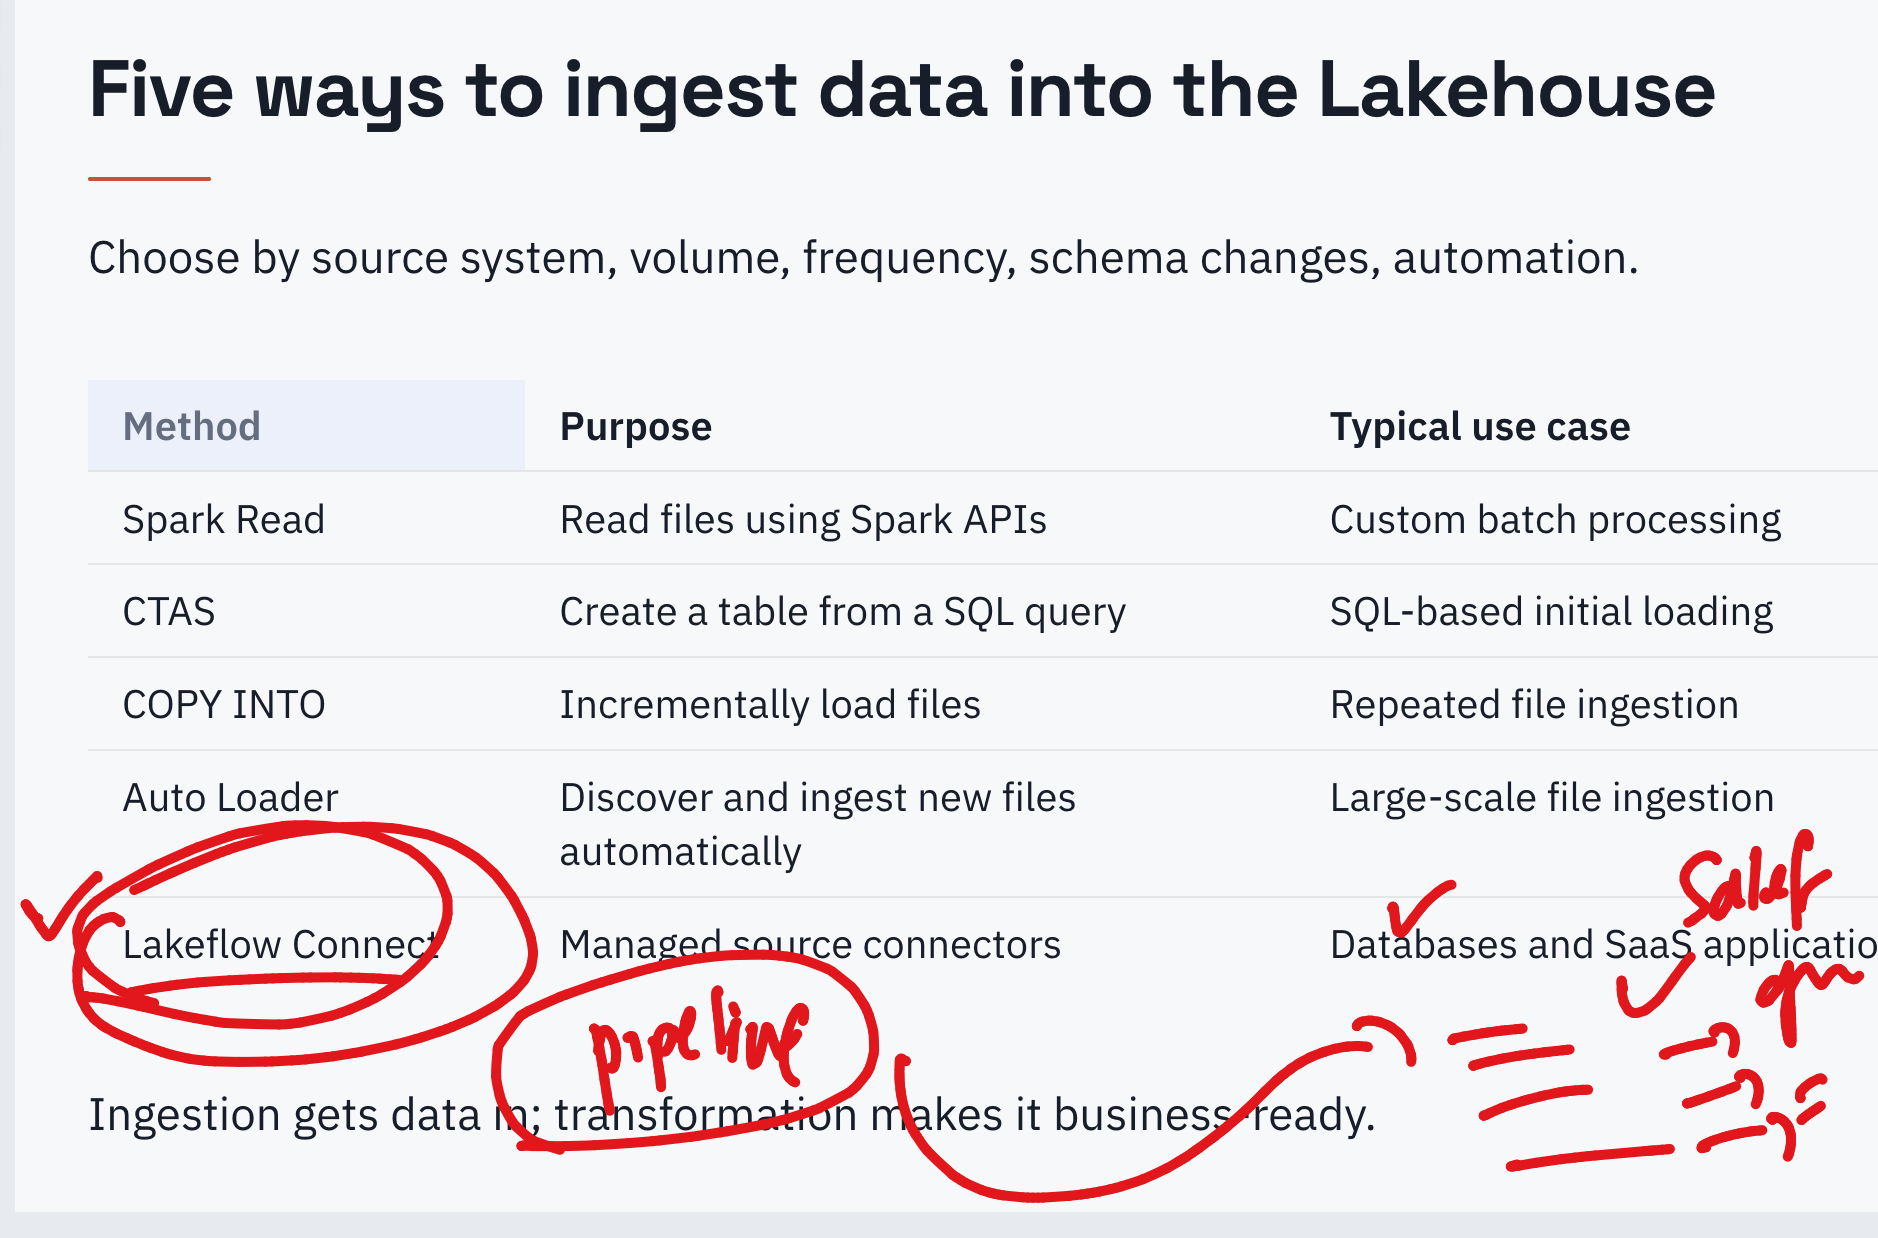 Five ways to ingest data into the Lakehouse
Choose by source system, volume, frequency, schema changes, automation.
Method Purpose Typical use case
Spark Read Read files using Spark APIs Custom batch processing
CTAS Create a table from a SQL query SQL-based initial loading
COPY INTO Incrementally load files Repeated file ingestion
Auto Loader Discover and ingest new files Large-scale file ingestion
automatically
Lakeflow Connect Managed source connectors Databases and SaaS applicatio
pipeline
Ingestion gets data in; transformation makes it business-ready.